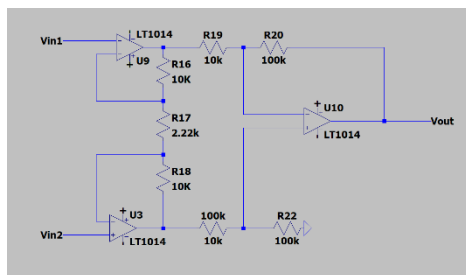 LT1014
Vin1
U9
R19
10k
R20
100k
R16
10K
R17
2.22k
U10
Vout
LT1014
R18
10K
U3
Vin2
LT1014
100k
10k
R22
100k